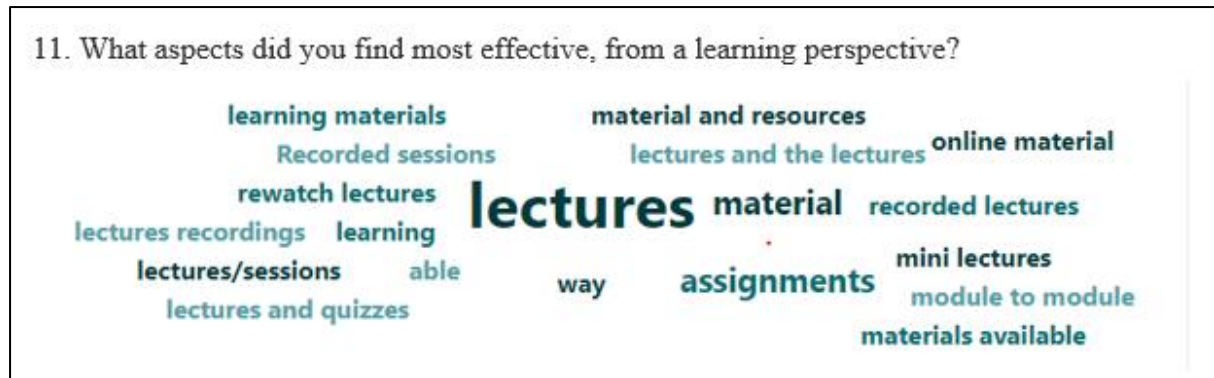 11. What aspects did you find most effective, from a learning perspective?
learning materials
material and resources
online material
Recorded sessions
lectures and the lectures
rewatch lectures
lectures
material
recorded lectures
lectures recordings
learning
lectures/sessions
able
way
assignments
mini lectures
module to module
lectures and quizzes
materials available